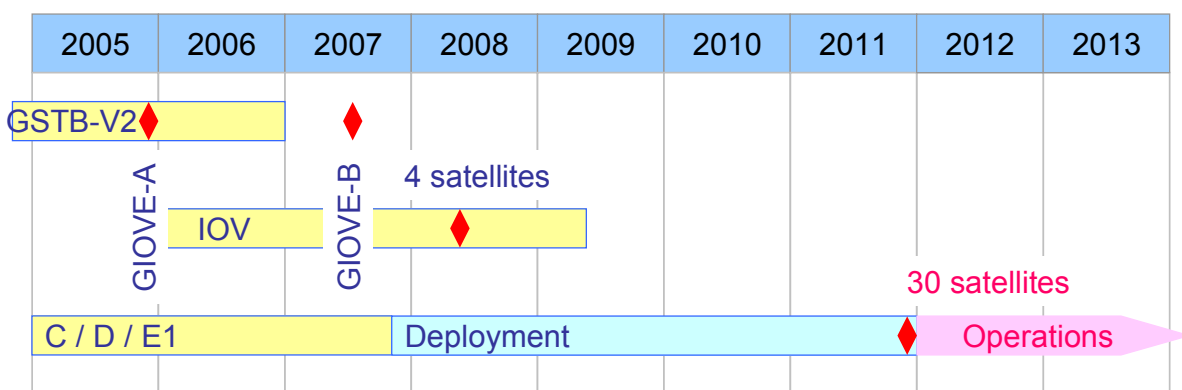 2005 2006 2007 2008 2009 2010 2011 2012 2013
GSTB-V2
GIOVE-A
GIOVE-B
4 satellites
IOV
30 satellites
C / D / E1 Deployment Operations